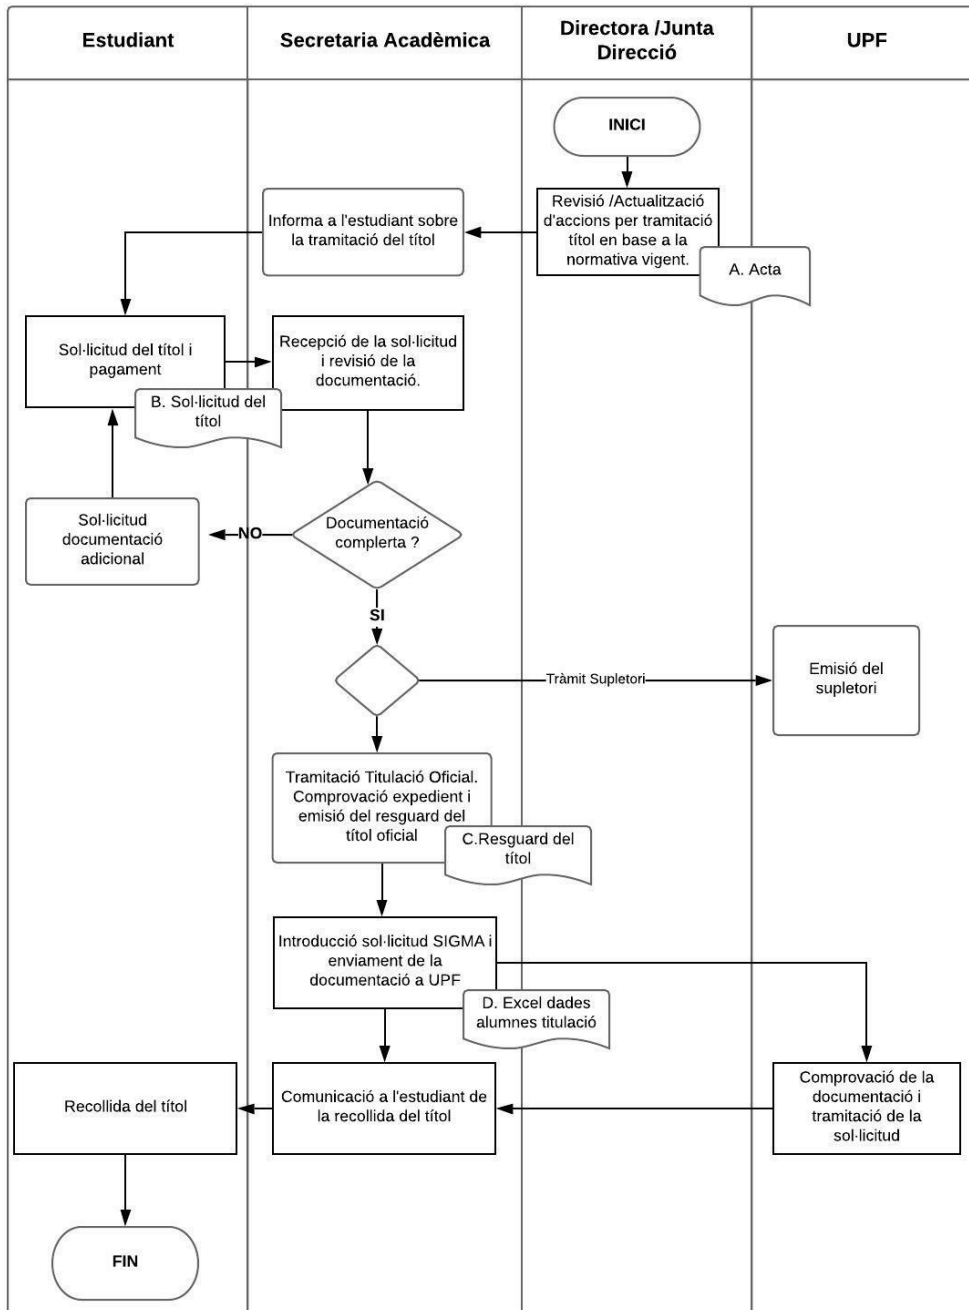 Estudiant
Secretaria Acadèmica
Directora /Junta
Direcció
UPF
INICI
Revisió /Actualització
d'accions per tramitació
títol en base a la
normativa vigent.
A. Acta
Informa a l'estudiant sobre
la tramitació del títol
Sol·licitud del títol i
pagament
B. Sol·licitud del
títol
Recepció de la sol·licitud
i revisió de la
documentació.
Documentació
complerta ?
NO
Sol·licitud
documentació
adicional
SI
Tràmit Supletori
Emisió del
supletori
Tramitació Titulació Oficial.
Comprovació expedient i
emisió del resguard del
títol oficial
C.Resguard del
títol
Introducció sol·licitud SIGMA i
enviament de la
documentació a UPF
D. Excel dades
alumnes titulació
Comprovació de la
documentació i
tramitació de la
sol·licitud
Comunicació a l'estudiant de
la recollida del títol
Recollida del títol
FIN